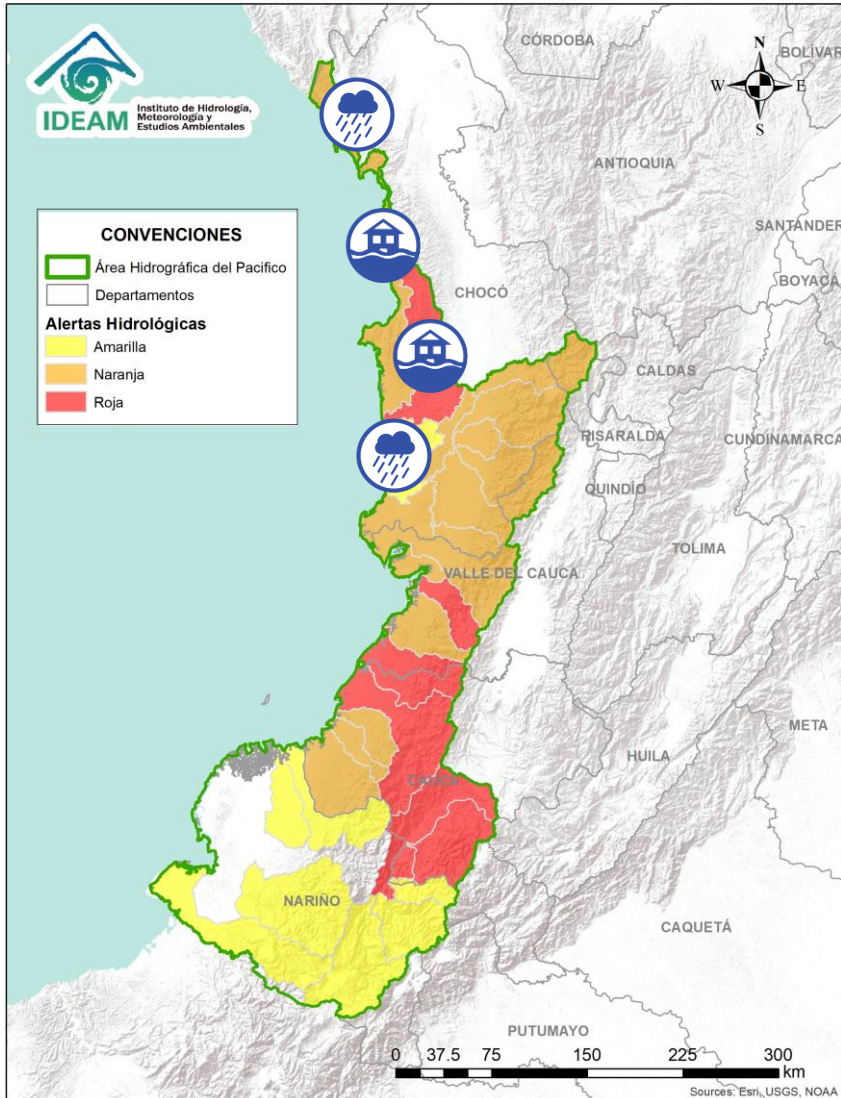 IDEAM
Instituto de Hidrología,
Meteorología y
Estudios Ambientales
CÓRDOBA
BOLÍVAR
N
W
E
S
ANTIOQUIA
SANTANDER
BOYACÁ
CONVENCIONES
Área Hidrográfica del Pacifico
Departamentos
Alertas Hidrológicas
Amarilla
Naranja
Roja
CHOCÓ
CALDAS
RISARALDA
CUNDINAMARCA
QUINDÍO
TOLIMA
VALLE DEL CAUCA
META
HUILA
CAUCA
NARIÑO
CAQUETÁ
PUTUMAYO
0 37.5 75 150 225 300
km
Sources: Esri, USGS, NOAA